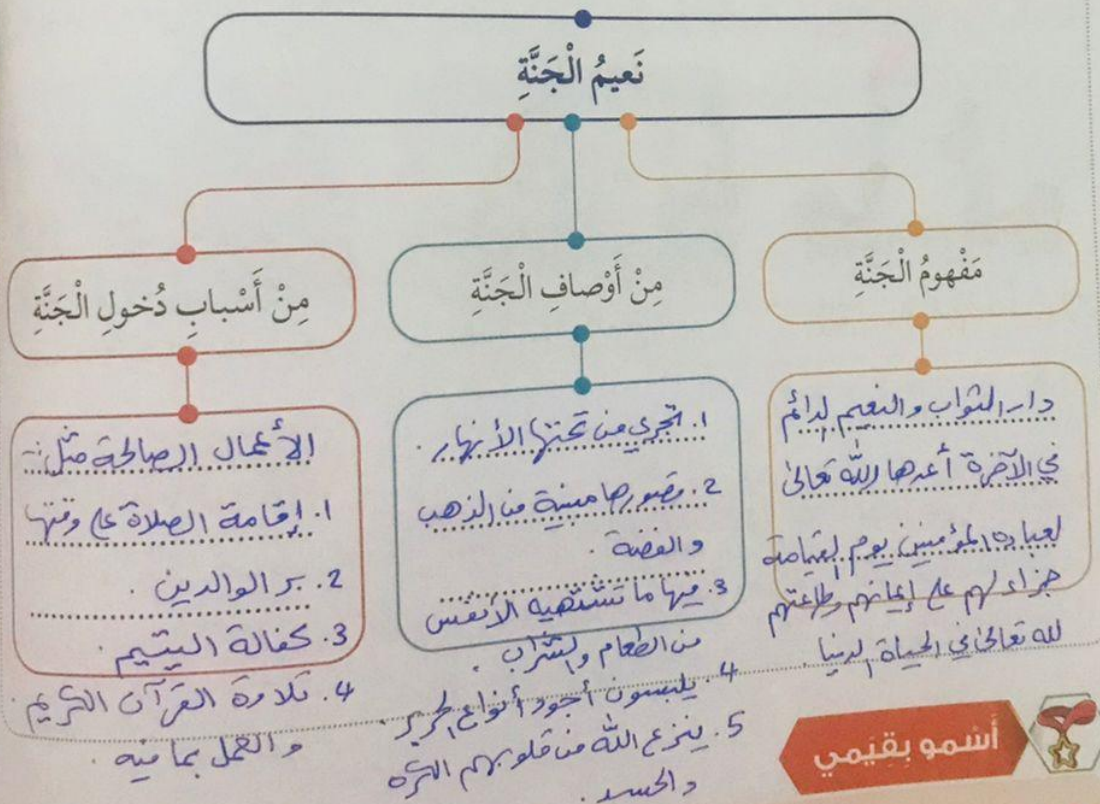 نَعيمُ الْجَنَّةِ
مَفْهومُ الْجَنَّةِ
دار الثواب والنعيم الدائم
في الآخرة أعدها الله تعالى
لعباده المؤمنين يوم القيامة
جزاء لهم على إيمانهم وطاعتهم
لله تعالى في الحياة الدنيا .
مِنْ أَوْصافِ الْجَنَّةِ
1. تجري من تحتها الأنهار .
2. قصورها مبنية من الذهب
والفضة .
3. فيها ما تشتهيه الأنفس
من الطعام والشراب .
4. يلبسون أجود أنواع الحرير .
5. ينزع الله من قلوبهم الكره
والحسد .
مِنْ أَسْبابِ دُخولِ الْجَنَّةِ
الأعمال الصالحة مثل :
1. إقامة الصلاة على وقتها
2. بر الوالدين .
3. كفالة اليتيم .
4. تلاوة القرآن الكريم
والعمل بما فيه .
أَسْمو بِقِيَمي